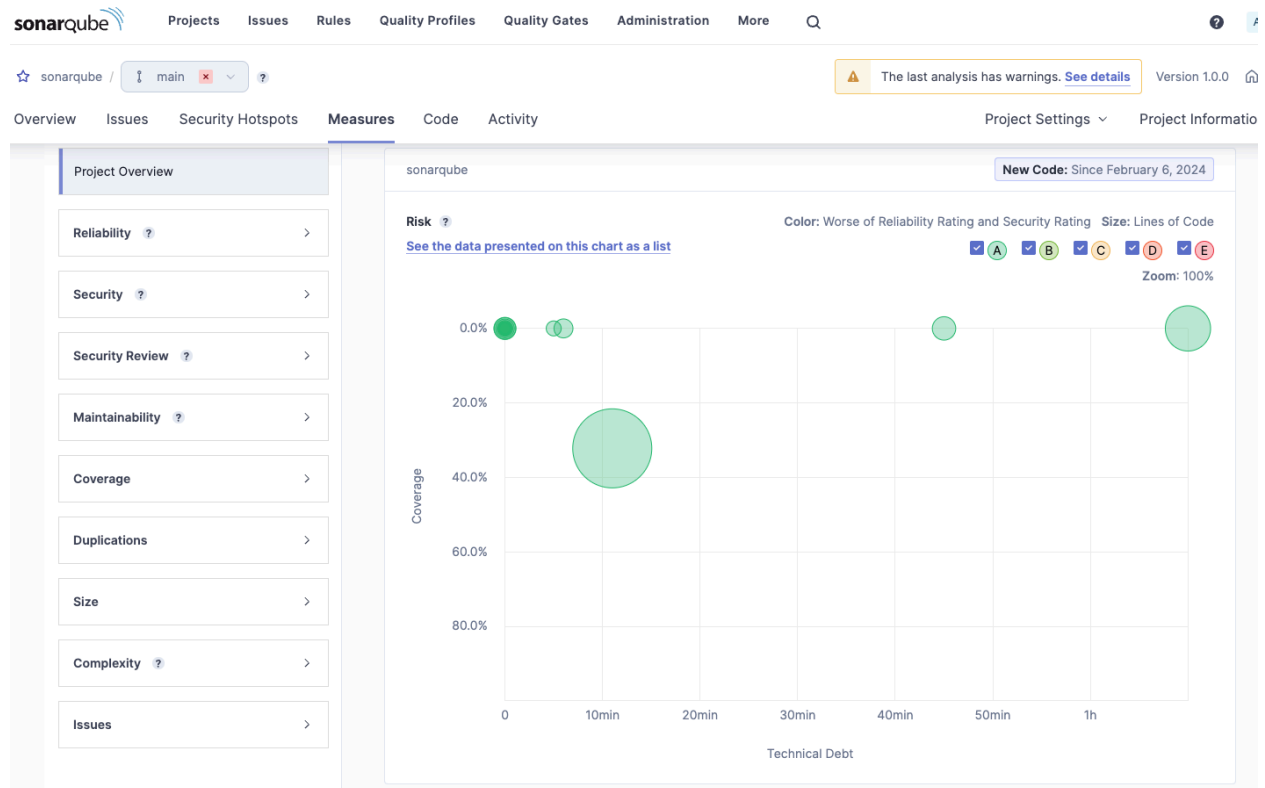 sonarqube Projects Issues Rules Quality Profiles Quality Gates Administration More ? A
sonarqube / main ? The last analysis has warnings. See details Version 1.0.0
Overview Issues Security Hotspots Measures Code Activity Project Settings Project Informatio
Project Overview
Reliability ?
Security ?
Security Review ?
Maintainability ?
Coverage
Duplications
Size
Complexity ?
Issues
sonarqube New Code: Since February 6, 2024
Risk ? Color: Worse of Reliability Rating and Security Rating Size: Lines of Code
See the data presented on this chart as a list A B C D E
Zoom: 100%
0.0%
20.0%
40.0%
60.0%
80.0%
Coverage
0 10min 20min 30min 40min 50min 1h
Technical Debt